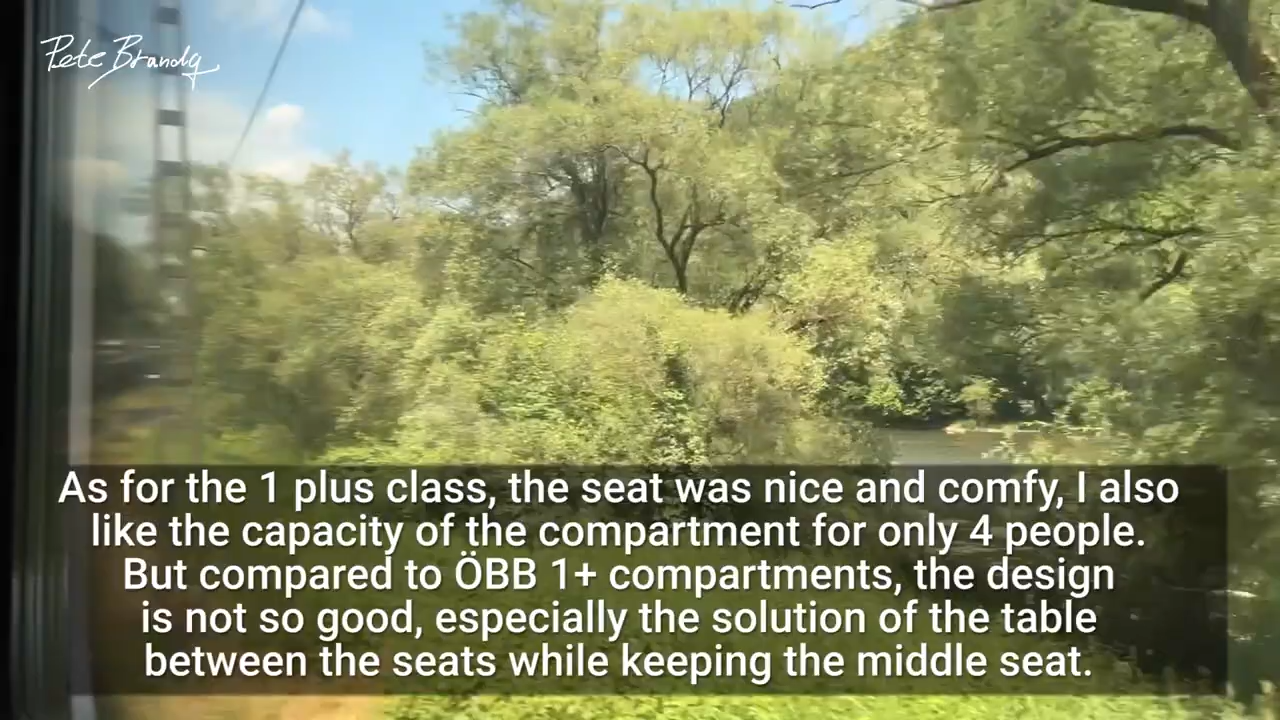 Pete Brandy
As for the 1 plus class, the seat was nice and comfy, I also
like the capacity of the compartment for only 4 people.
But compared to ÖBB 1+ compartments, the design
is not so good, especially the solution of the table
between the seats while keeping the middle seat.